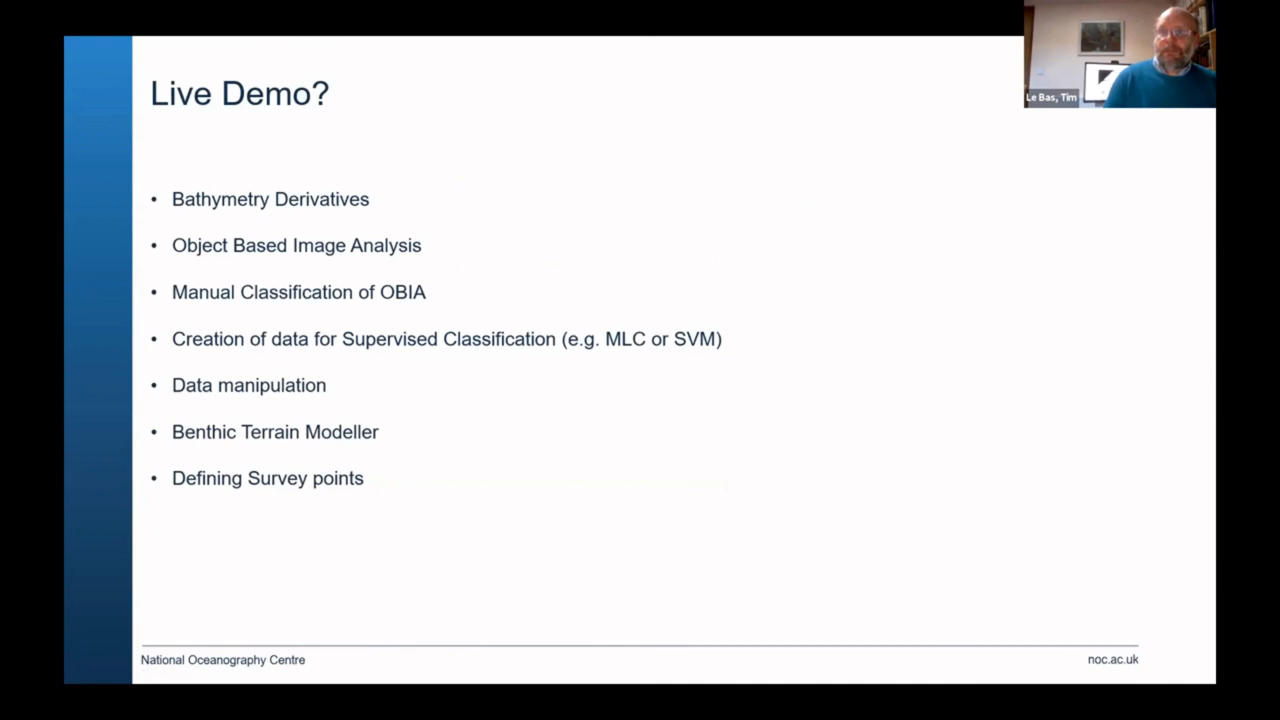 Live Demo?
Le Bas, Tim
• Bathymetry Derivatives
• Object Based Image Analysis
• Manual Classification of OBIA
• Creation of data for Supervised Classification (e.g. MLC or SVM)
• Data manipulation
• Benthic Terrain Modeller
• Defining Survey points
National Oceanography Centre
noc.ac.uk